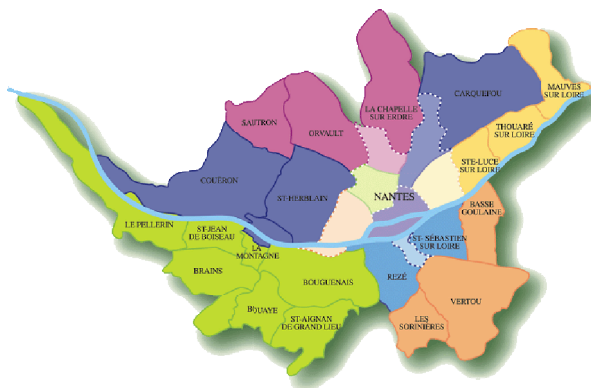 MAUVES
SUR LOIRE
CARQUEFOU
LA CHAPELLE
SUR ERDRE
SAUTRON
ORVAULT
THOUARÉ
SUR LOIRE
STE-LUCE
SUR LOIRE
COUËRON
ST-HERBLAIN
NANTES
BASSE
GOULAINE
LE PELLERIN
ST-JEAN
DE BOISEAU
LA
MONTAGNE
ST-SÉBASTIEN
SUR LOIRE
BRAINS
BOUGUENAIS
REZÉ
VERTOU
BOUAYE
ST-AIGNAN
DE GRAND LIEU
LES
SORINIÈRES